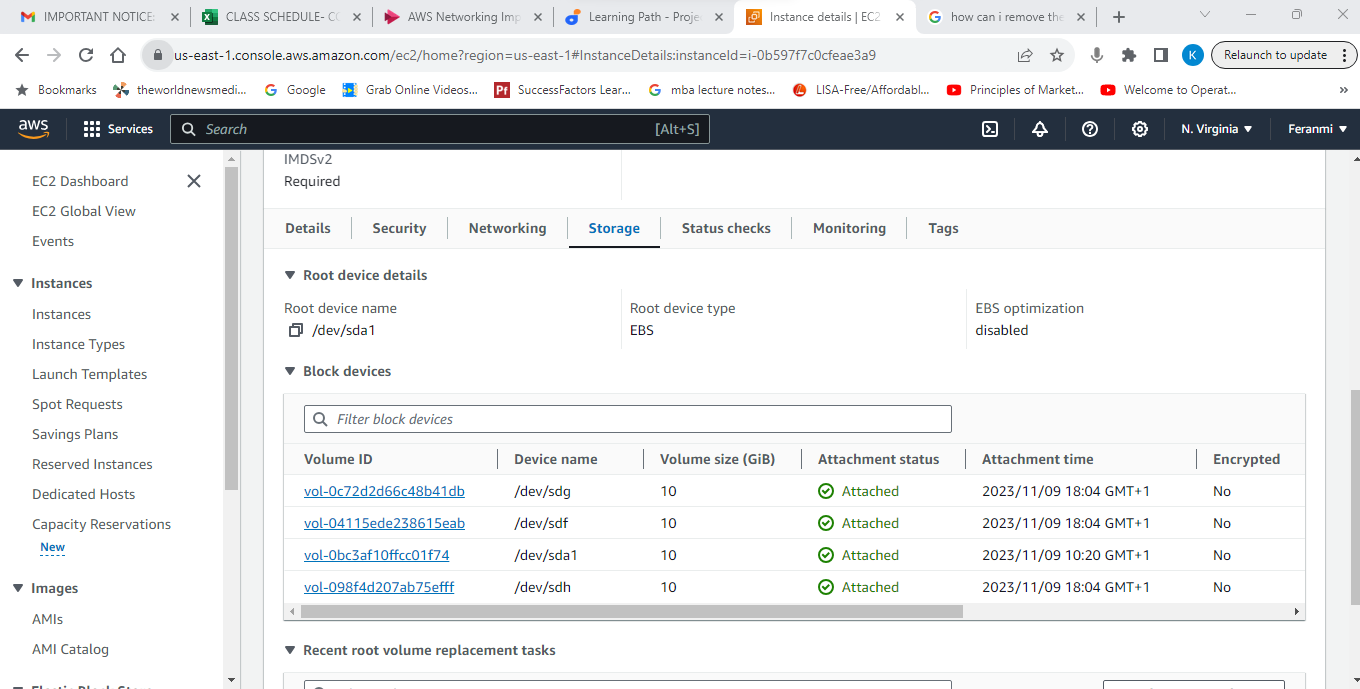 IMPORTANT NOTICE:
CLASS SCHEDULE- CO
AWS Networking Imp
Learning Path - Proje
Instance details | EC2
how can i remove the
us-east-1.console.aws.amazon.com/ec2/home?region=us-east-1#InstanceDetails:instanceId=i-0b597f7c0cfeae3a9
K
Relaunch to update
Bookmarks
theworldnewsmedi...
Google
Grab Online Videos...
Pf SuccessFactors Lear...
mba lecture notes...
LISA-Free/Affordabl...
Principles of Market...
Welcome to Operat...
»
aws
Services
Search
[Alt+S]
N. Virginia
Feranmi
EC2 Dashboard
EC2 Global View
Events
Instances
Instances
Instance Types
Launch Templates
Spot Requests
Savings Plans
Reserved Instances
Dedicated Hosts
Capacity Reservations
New
Images
AMIs
AMI Catalog
IMDSv2
Required
Details
Security
Networking
Storage
Status checks
Monitoring
Tags
Root device details
Root device name
/dev/sda1
Root device type
EBS
EBS optimization
disabled
Block devices
Filter block devices
Volume ID Device name Volume size (GiB) Attachment status Attachment time Encrypted
vol-0c72d2d66c48b41db /dev/sdg 10 Attached 2023/11/09 18:04 GMT+1 No
vol-04115ede238615eab /dev/sdf 10 Attached 2023/11/09 18:04 GMT+1 No
vol-0bc3af10ffcc01f74 /dev/sda1 10 Attached 2023/11/09 10:20 GMT+1 No
vol-098f4d207ab75efff /dev/sdh 10 Attached 2023/11/09 18:04 GMT+1 No
Recent root volume replacement tasks